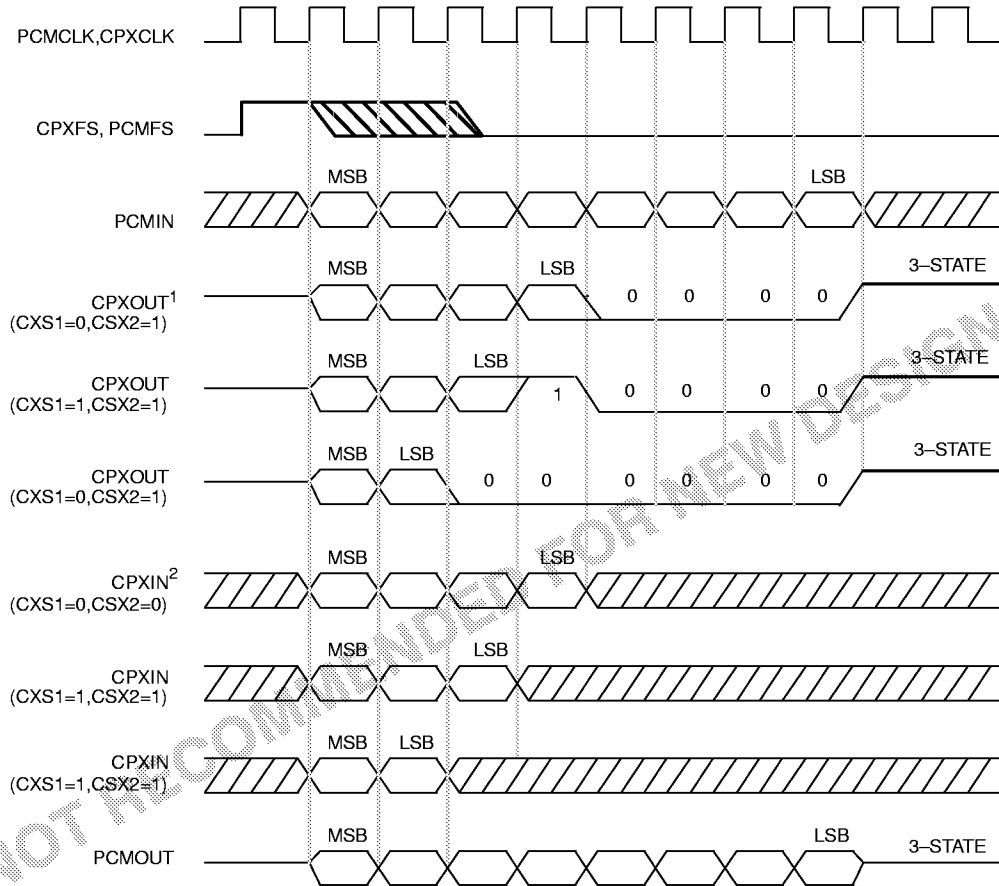 PCMCLK,CPXCLK
CPXFS, PCMFS
MSB LSB
PCMIN
MSB LSB 3–STATE
CPXOUT1 0 0 0 0
(CXS1=0,CSX2=1)
MSB LSB 3–STATE
CPXOUT 1 0 0 0 0
(CXS1=1,CSX2=1)
MSB LSB 3–STATE
CPXOUT 0 0 0 0 0 0
(CXS1=0,CSX2=1)
MSB LSB
CPXIN2
(CXS1=0,CSX2=0)
MSB LSB
CPXIN
(CXS1=1,CSX2=1)
MSB LSB
CPXIN
(CXS1=1,CSX2=1)
MSB LSB 3–STATE
PCMOUT
NOT RECOMMENDED FOR NEW DESIGN